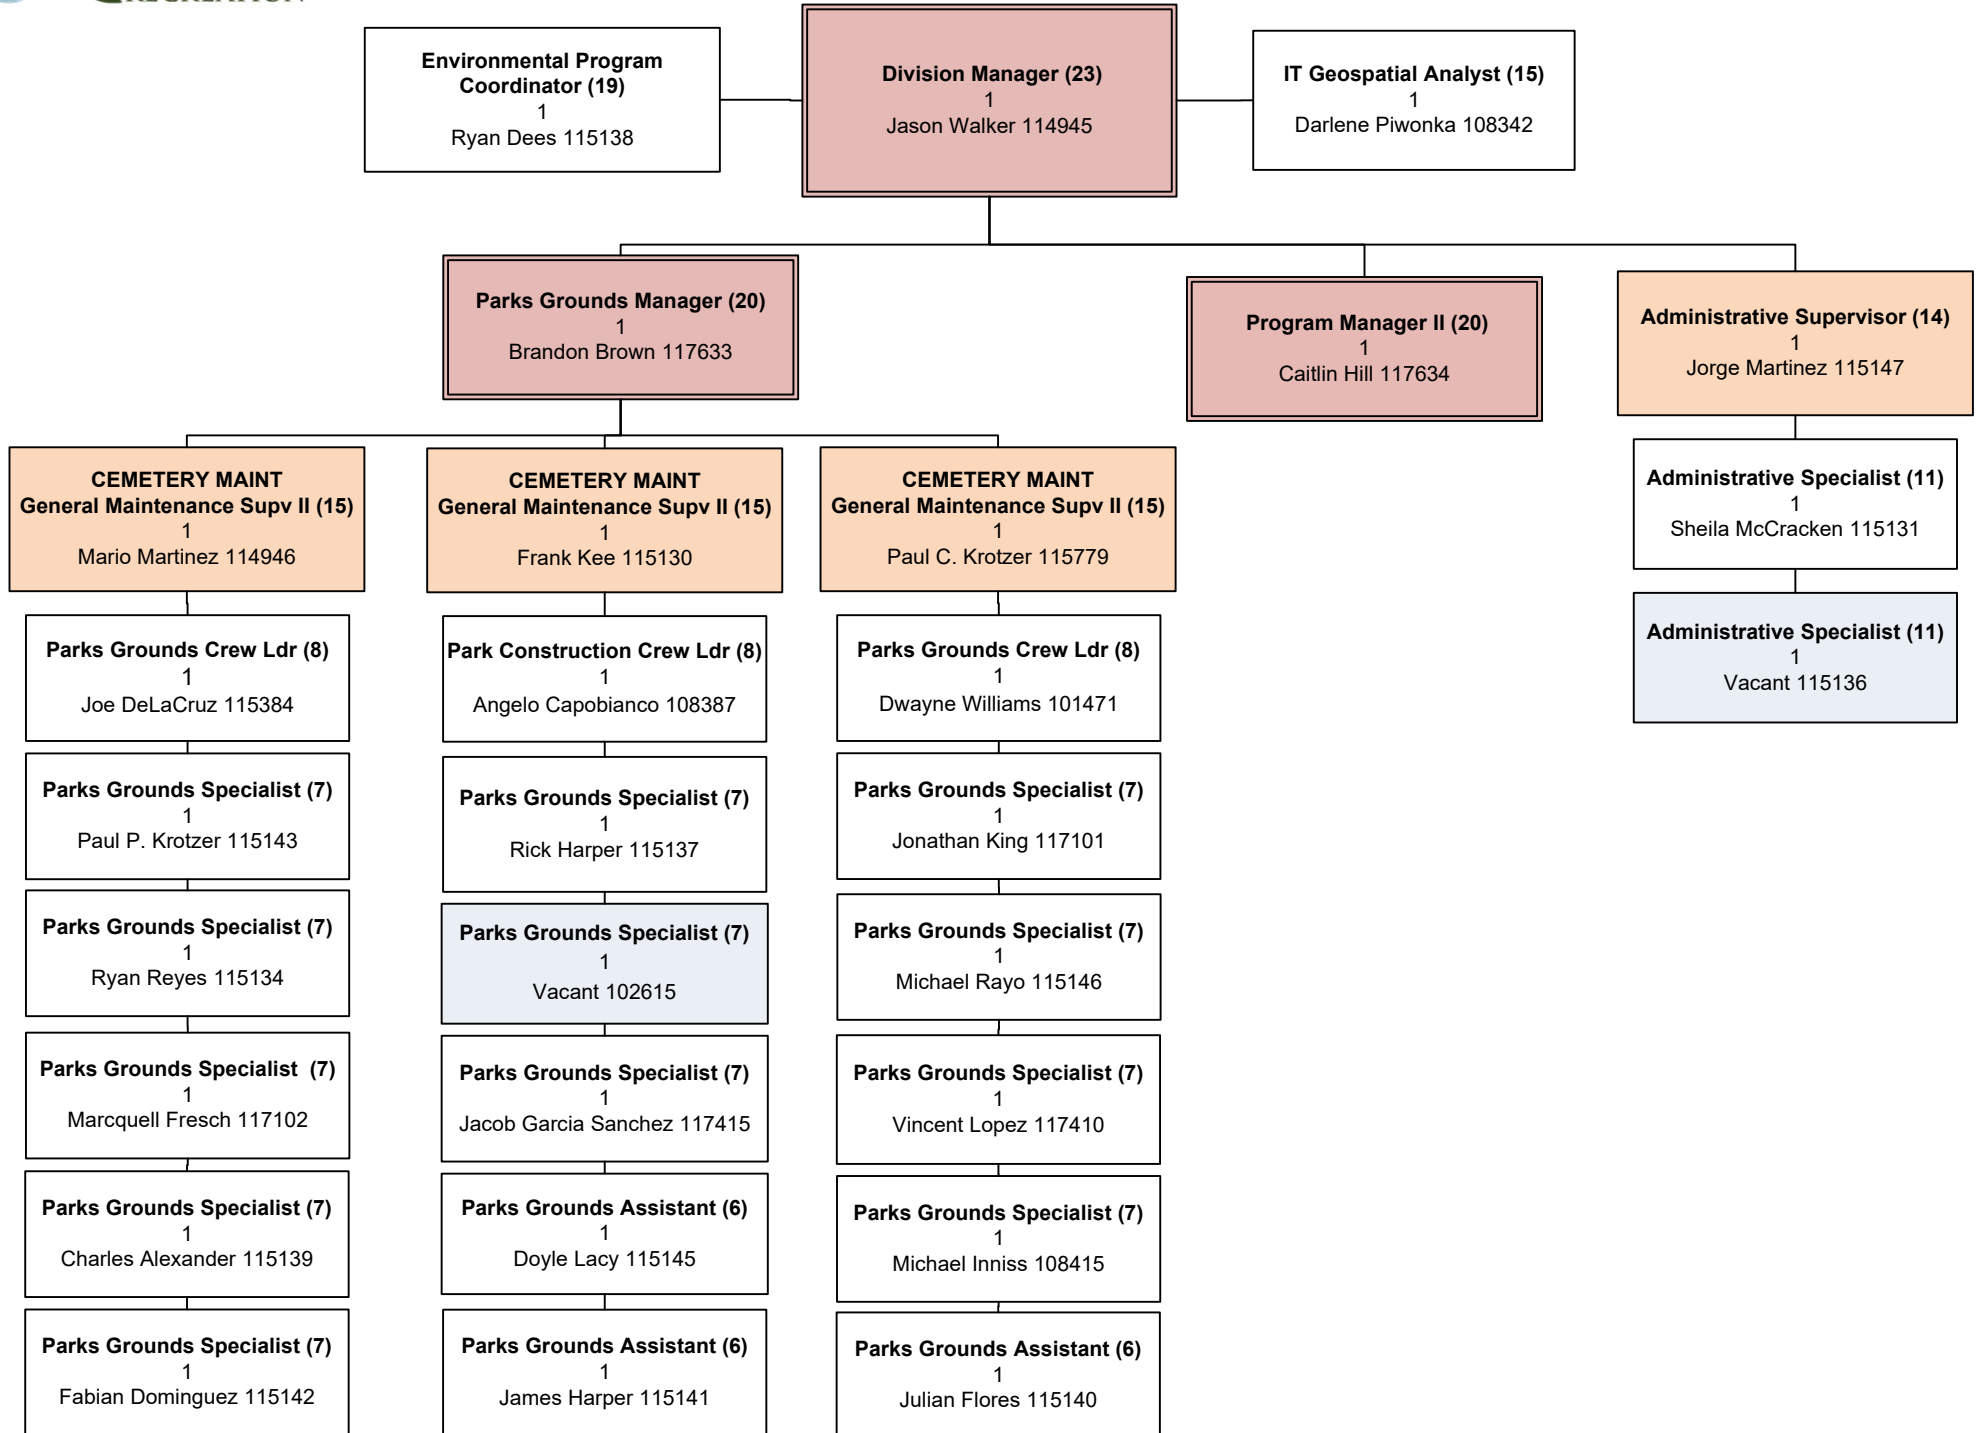 RECREATION
Environmental Program
Coordinator (19)
1
Ryan Dees 115138
Division Manager (23)
1
Jason Walker 114945
IT Geospatial Analyst (15)
1
Darlene Piwonka 108342
Parks Grounds Manager (20)
1
Brandon Brown 117633
Program Manager II (20)
1
Caitlin Hill 117634
Administrative Supervisor (14)
1
Jorge Martinez 115147
CEMETERY MAINT
General Maintenance Supv II (15)
1
Mario Martinez 114946
CEMETERY MAINT
General Maintenance Supv II (15)
1
Frank Kee 115130
CEMETERY MAINT
General Maintenance Supv II (15)
1
Paul C. Krotzer 115779
Administrative Specialist (11)
1
Sheila McCracken 115131
Administrative Specialist (11)
1
Vacant 115136
Parks Grounds Crew Ldr (8)
1
Joe DeLaCruz 115384
Park Construction Crew Ldr (8)
1
Angelo Capobianco 108387
Parks Grounds Crew Ldr (8)
1
Dwayne Williams 101471
Parks Grounds Specialist (7)
1
Paul P. Krotzer 115143
Parks Grounds Specialist (7)
1
Rick Harper 115137
Parks Grounds Specialist (7)
1
Jonathan King 117101
Parks Grounds Specialist (7)
1
Ryan Reyes 115134
Parks Grounds Specialist (7)
1
Vacant 102615
Parks Grounds Specialist (7)
1
Michael Rayo 115146
Parks Grounds Specialist (7)
1
Marcquell Fresch 117102
Parks Grounds Specialist (7)
1
Jacob Garcia Sanchez 117415
Parks Grounds Specialist (7)
1
Vincent Lopez 117410
Parks Grounds Specialist (7)
1
Charles Alexander 115139
Parks Grounds Assistant (6)
1
Doyle Lacy 115145
Parks Grounds Specialist (7)
1
Michael Inniss 108415
Parks Grounds Specialist (7)
1
Fabian Dominguez 115142
Parks Grounds Assistant (6)
1
James Harper 115141
Parks Grounds Assistant (6)
1
Julian Flores 115140